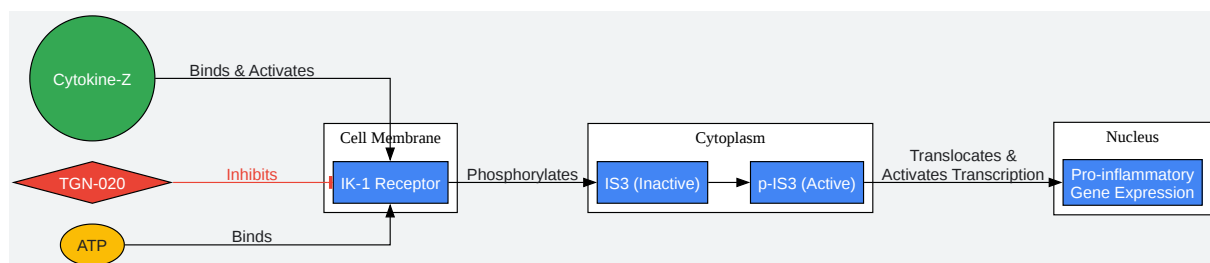 Cytokine-Z
Binds & Activates
Cell Membrane
Cytoplasm
Nucleus
TGN-020
Inhibits
IK-1 Receptor
Phosphorylates
IS3 (Inactive)
p-IS3 (Active)
Translocates &
Activates Transcription
Pro-inflammatory
Gene Expression
ATP
Binds